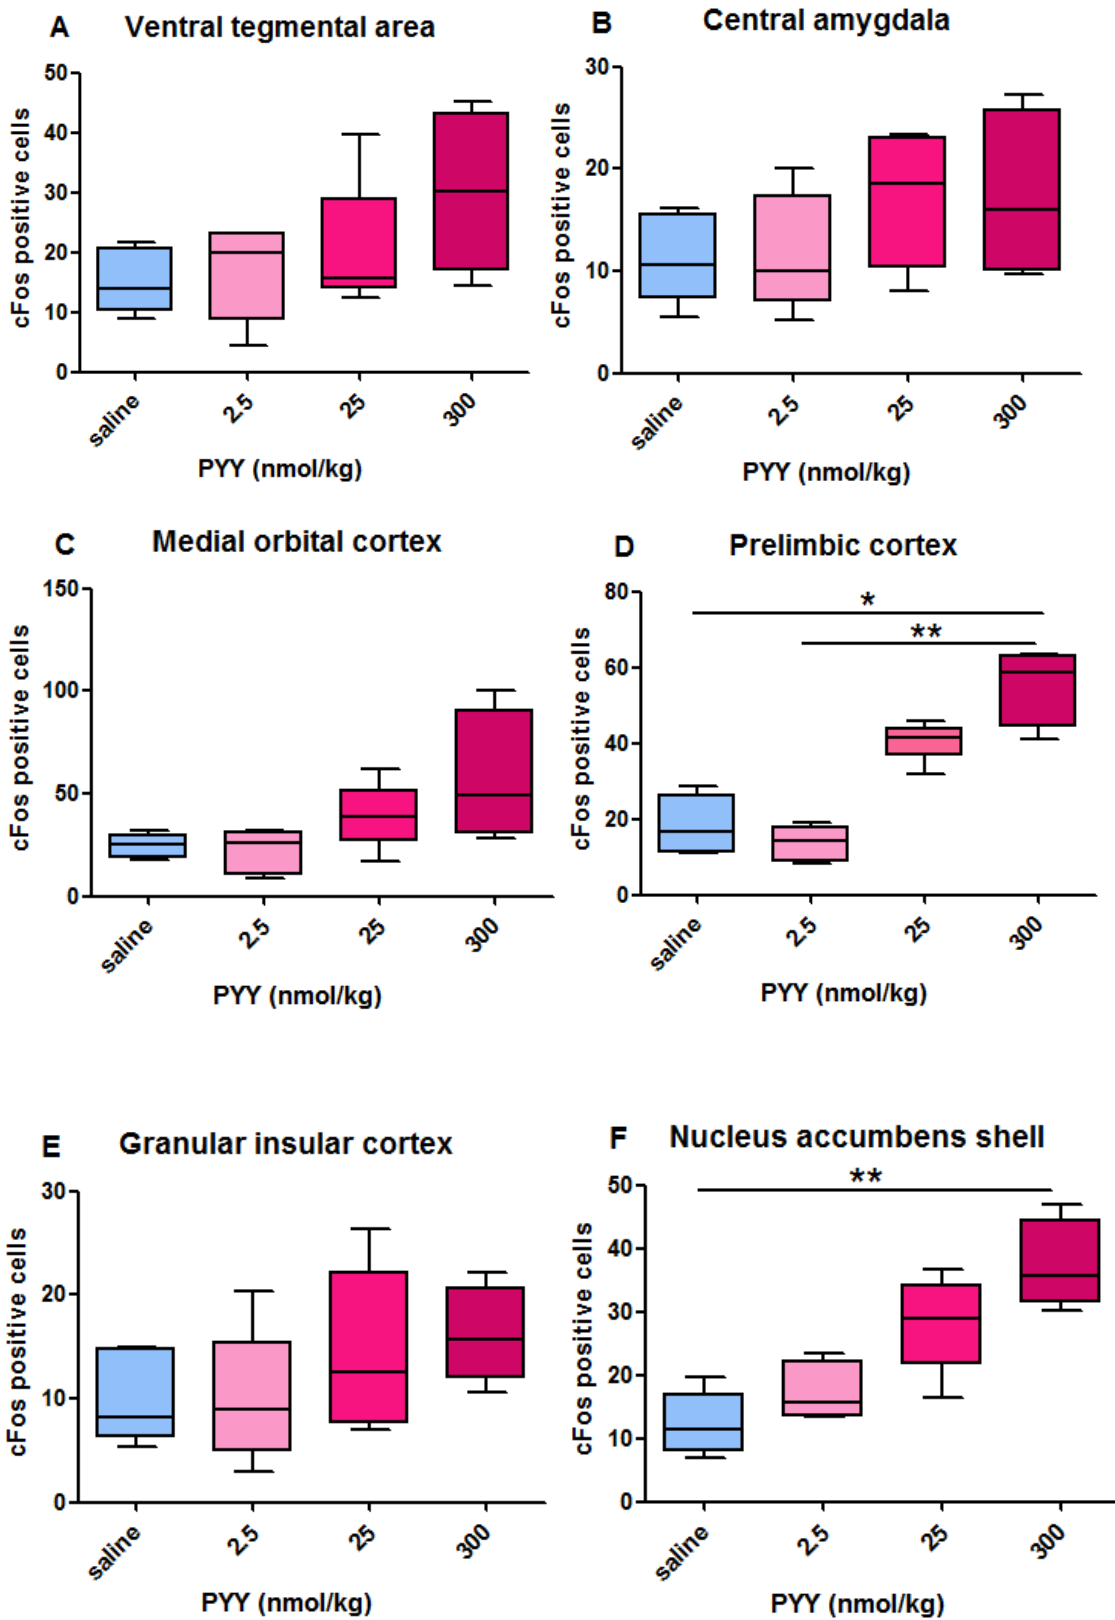 A Ventral tegmental area
cFos positive cells
50
40
30
20
10
0
saline 2.5 25 300
PYY (nmol/kg)
B Central amygdala
cFos positive cells
30
20
10
0
saline 2.5 25 300
PYY (nmol/kg)
C Medial orbital cortex
cFos positive cells
150
100
50
0
saline 2.5 25 300
PYY (nmol/kg)
D Prelimbic cortex
cFos positive cells
80
60
40
20
0
*
**
saline 2.5 25 300
PYY (nmol/kg)
E Granular insular cortex
cFos positive cells
30
20
10
0
saline 2.5 25 300
PYY (nmol/kg)
F Nucleus accumbens shell
cFos positive cells
50
40
30
20
10
0
**
saline 2.5 25 300
PYY (nmol/kg)